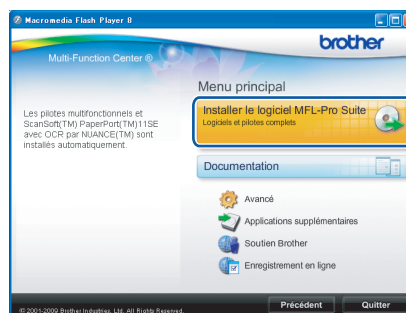 Macromedia Flash Player 8
brother
Multi-Function Center ®
Menu principal
Les pilotes multifonctionnels et
ScanSoft(TM) PaperPort(TM)11SE
avec OCR par NUANCE(TM) sont
installés automatiquement.
Installer le logiciel MFL-Pro Suite
Logiciels et pilotes complets
Documentation
Avancé
Applications supplémentaires
Soutien Brother
Enregistrement en ligne
Précédent
Quitter
© 2001-2009 Brother Industries, Ltd. All Rights Reserved.